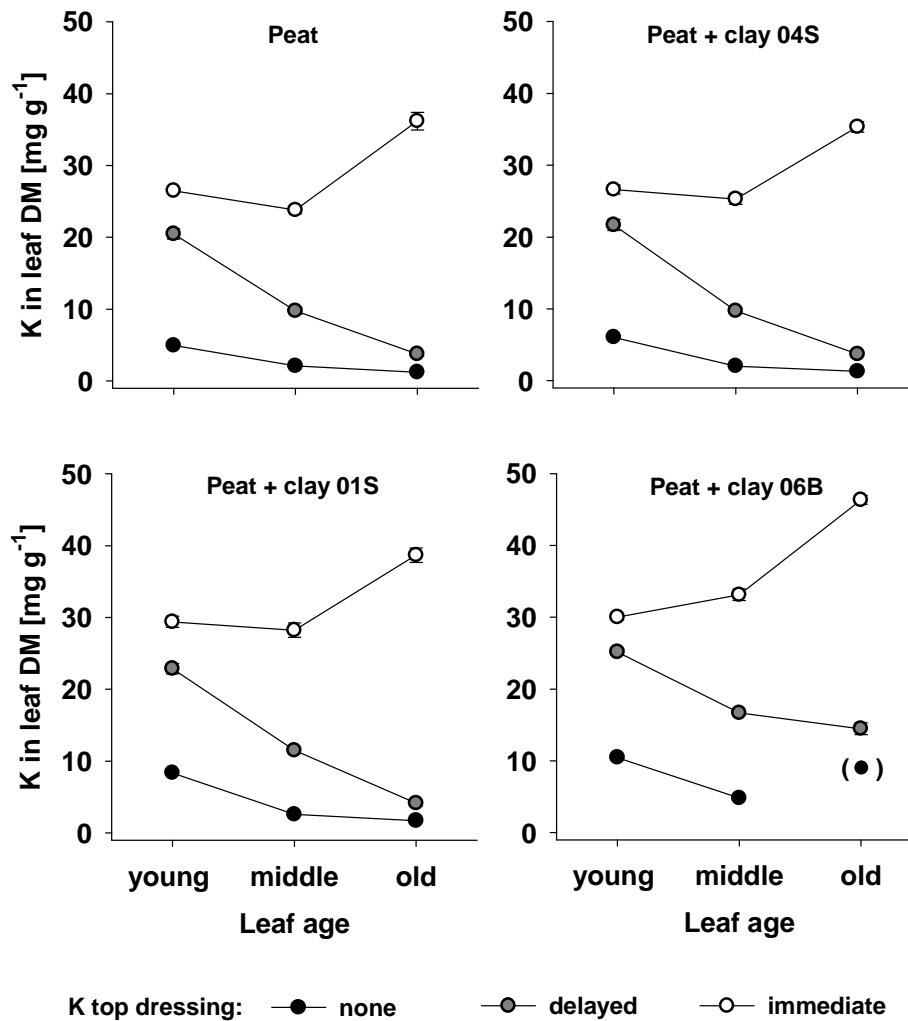 Peat
Peat + clay 04S
K in leaf DM [mg g⁻¹]
50
40
30
20
10
0
50
40
30
20
10
0
Peat + clay 01S
Peat + clay 06B
K in leaf DM [mg g⁻¹]
50
40
30
20
10
0
50
40
30
20
10
0
( )
young middle old
young middle old
Leaf age
Leaf age
K top dressing: none delayed immediate